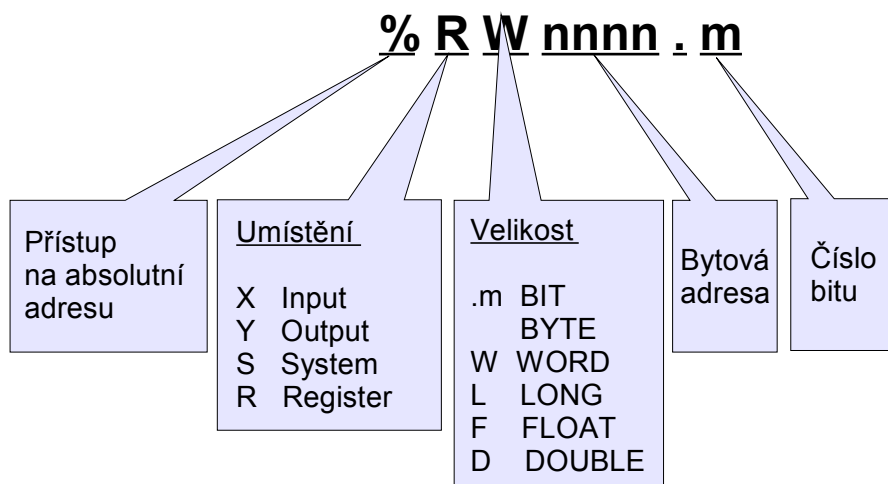 % R W nnnn . m
Přístup
na absolutní
adresu
Umístění
X Input
Y Output
S System
R Register
Velikost
.m BIT
BYTE
W WORD
L LONG
F FLOAT
D DOUBLE
Bytová
adresa
Číslo
bitu